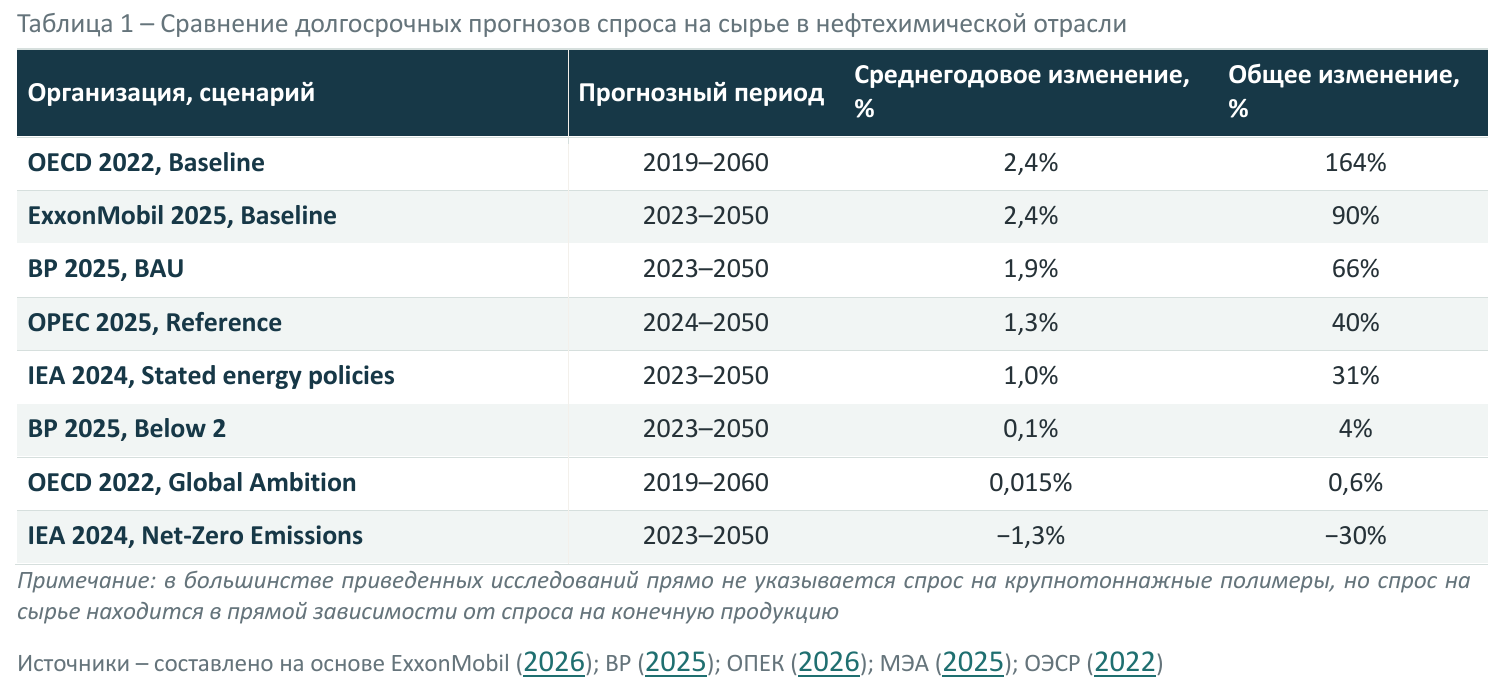 Таблица 1 – Сравнение долгосрочных прогнозов спроса на сырье в нефтехимической отрасли
Организация, сценарий Прогнозный период Среднегодовое изменение, % Общее изменение, %
OECD 2022, Baseline 2019–2060 2,4% 164%
ExxonMobil 2025, Baseline 2023–2050 2,4% 90%
BP 2025, BAU 2023–2050 1,9% 66%
OPEC 2025, Reference 2024–2050 1,3% 40%
IEA 2024, Stated energy policies 2023–2050 1,0% 31%
BP 2025, Below 2 2023–2050 0,1% 4%
OECD 2022, Global Ambition 2019–2060 0,015% 0,6%
IEA 2024, Net-Zero Emissions 2023–2050 −1,3% −30%
Примечание: в большинстве приведенных исследований прямо не указывается спрос на крупнотоннажные полимеры, но спрос на
сырье находится в прямой зависимости от спроса на конечную продукцию
Источники – составлено на основе ExxonMobil (2026); BP (2025); ОПЕК (2026); МЭА (2025); ОЭСР (2022)